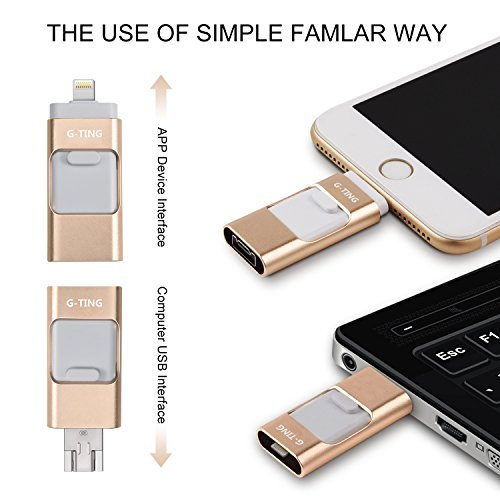 THE USE OF SIMPLE FAMLAR WAY
G-TING
APP Device Interface
G-TING
G-TING
Computer USB Interface
Esc
F1
G-TING